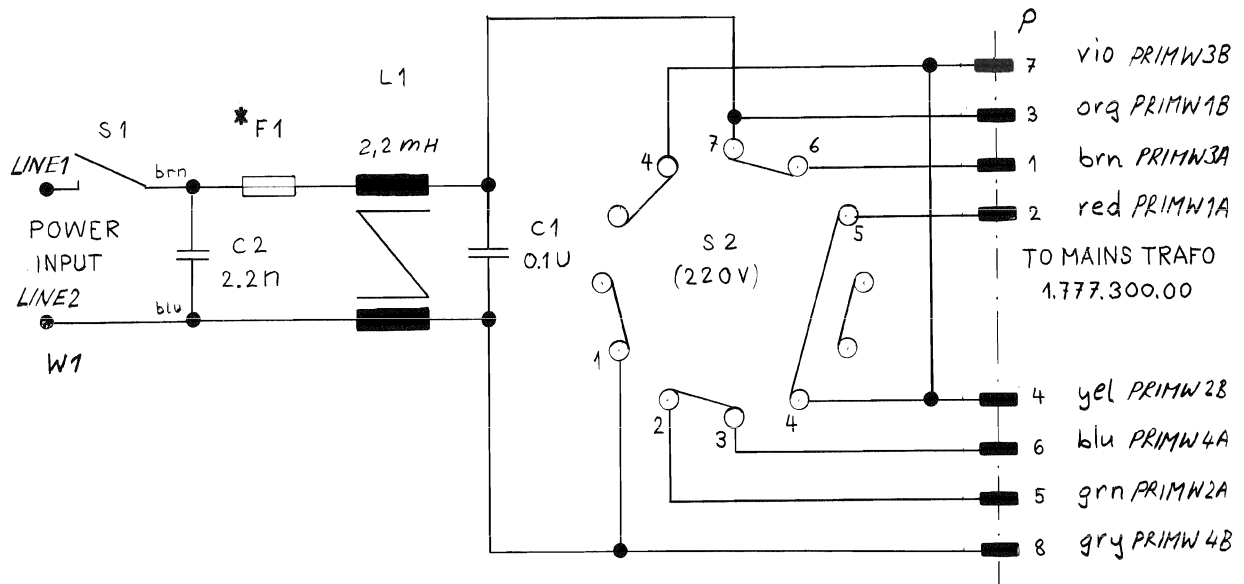 S1
* F1
L1
2,2mH
LINE1
brn
POWER
INPUT
LINE2
blu
W1
C2
2.2n
C1
0.1U
S2
(220V)
4
7
6
5
1
2
3
4
P
7 vio PRIMW3B
3 org PRIMW1B
1 brn PRIMW3A
2 red PRIMW1A
TO MAINS TRAFO
1.777.300.00
4 yel PRIMW2B
6 blu PRIMW4A
5 grn PRIMW2A
8 gry PRIMW4B